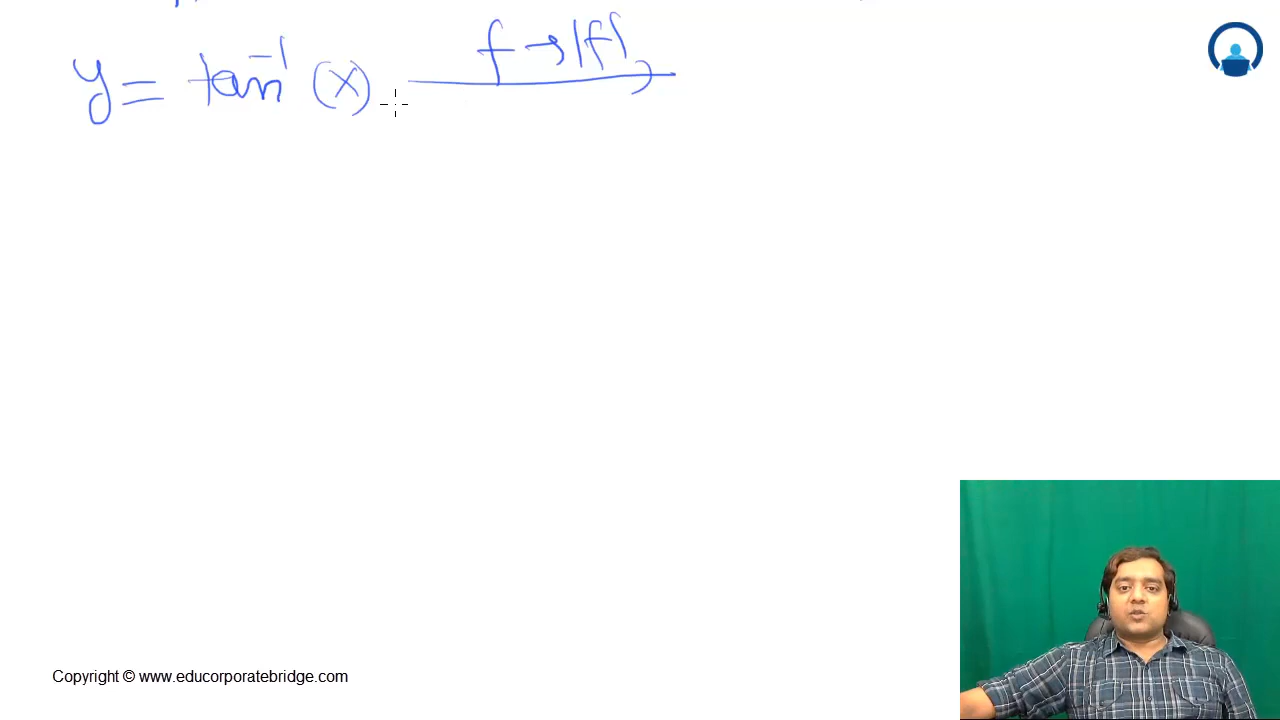 f → |f|
y = tan⁻¹ (x)
Copyright © www.educorporatebridge.com